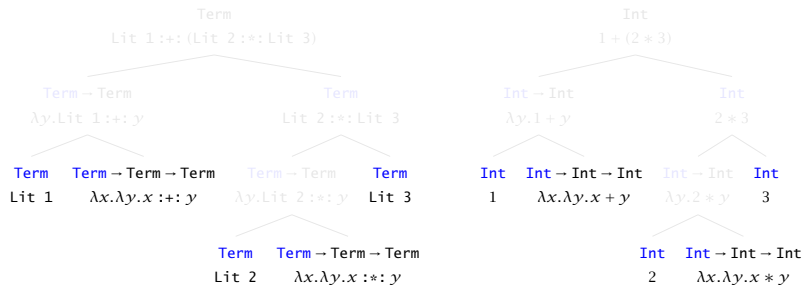 Term Int
Lit 1 :+: (Lit 2 :*: Lit 3) 1 + (2 * 3)
Term → Term Term Int → Int Int
λy.Lit 1 :+: y Lit 2 :*: Lit 3 λy.1 + y 2 * 3
Term Term → Term → Term Term → Term Term Int Int → Int → Int Int → Int Int
Lit 1 λx.λy.x :+: y λy.Lit 2 :*: y Lit 3 1 λx.λy.x + y λy.2 * y 3
Term Term → Term → Term Int Int → Int → Int
Lit 2 λx.λy.x :*: y 2 λx.λy.x * y